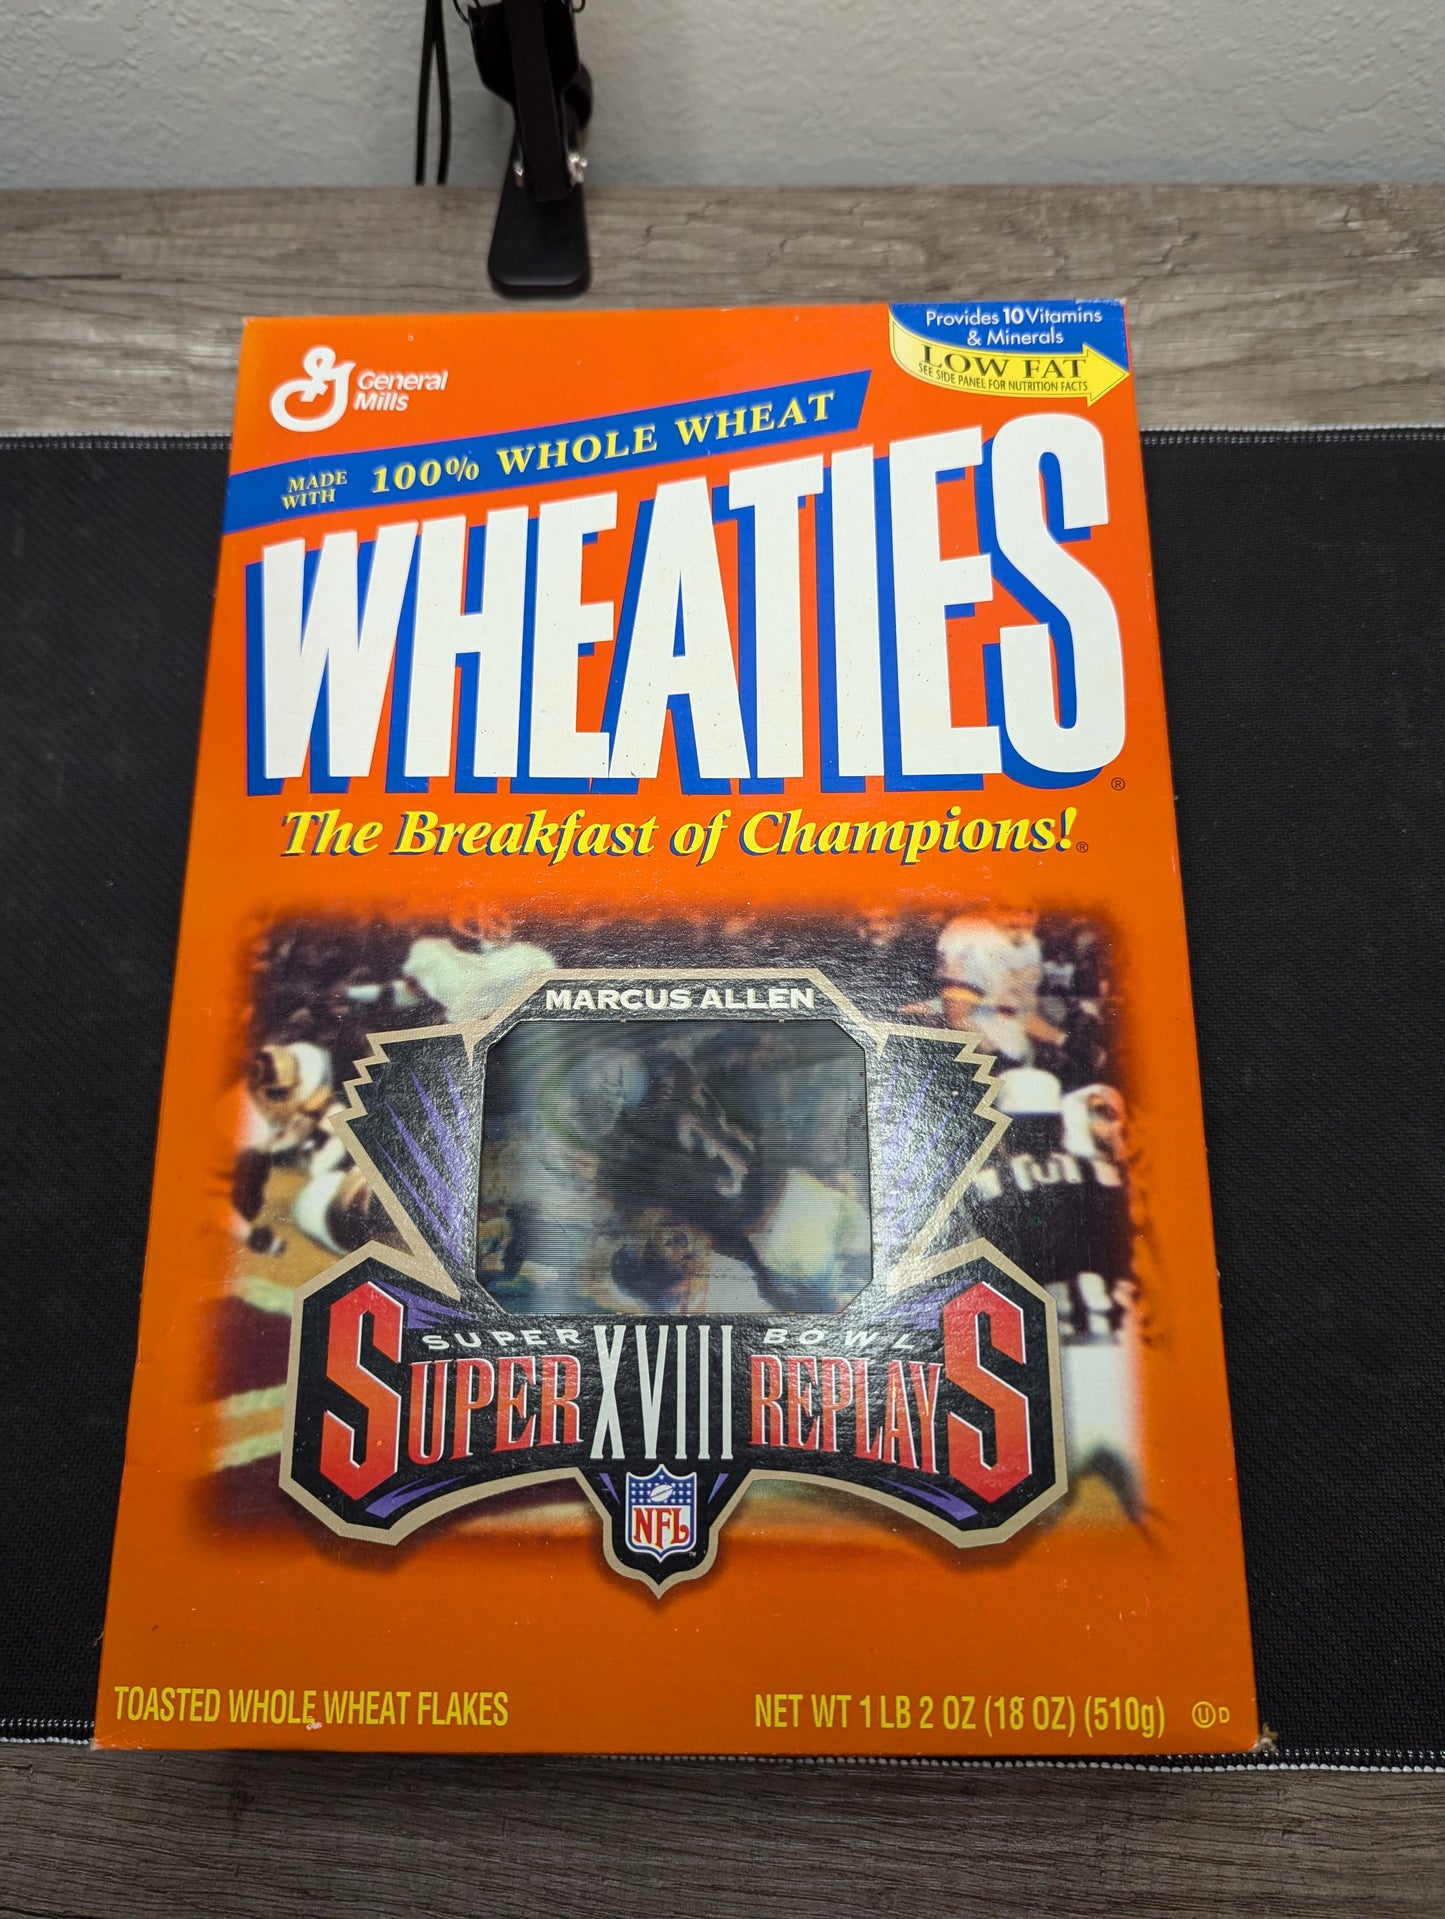 General
Mills
Provides 10 Vitamins
& Minerals
LOW FAT
SEE SIDE PANEL FOR NUTRITION FACTS
MADE
WITH
100% WHOLE WHEAT
WHEATIES®
The Breakfast of Champions!®
MARCUS ALLEN
SUPER XVIII BOWL
SUPER REPLAYS
NFL™
TOASTED WHOLE WHEAT FLAKES
NET WT 1 LB 2 OZ (18 OZ) (510g) Ⓤ D